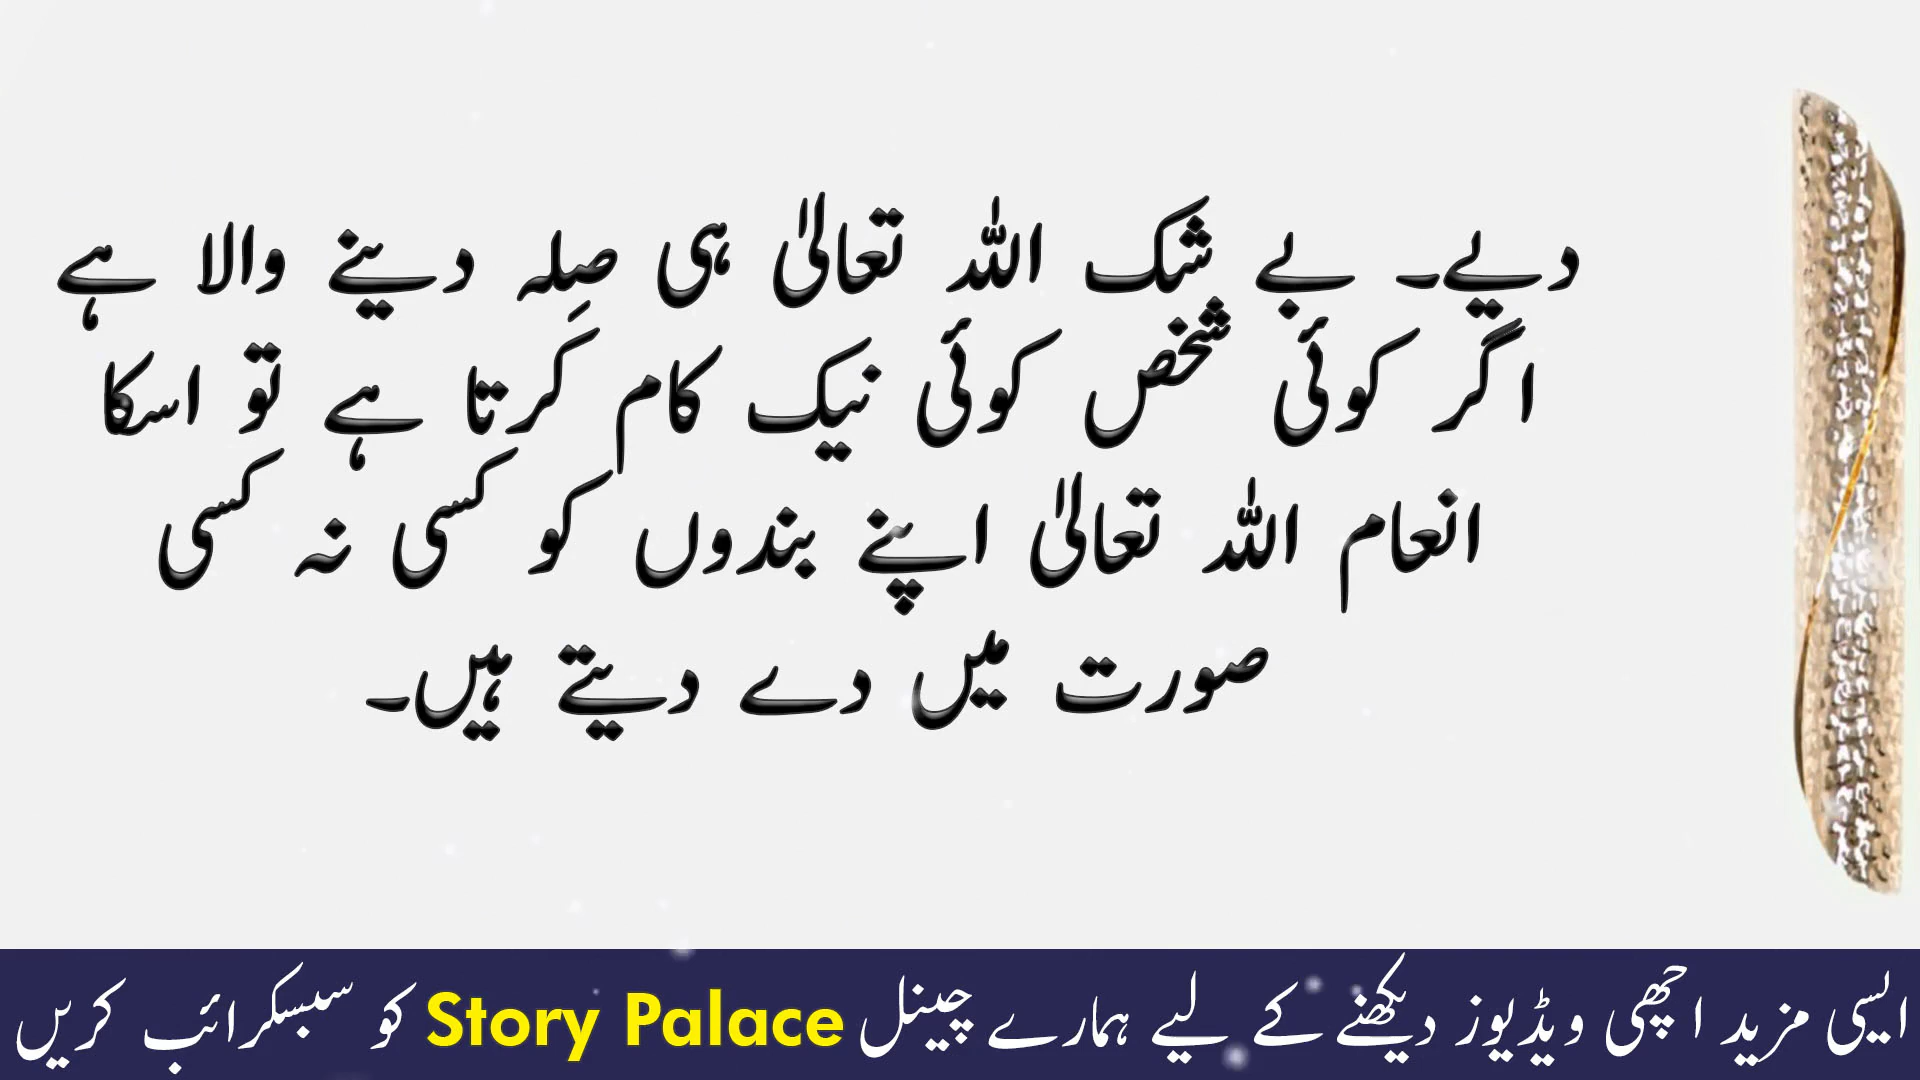 دیے۔ بے شک اللہ تعالیٰ ہی صِلہ دینے والا ہے
اگر کوئی شخص کوئی نیک کام کرتا ہے تو اسکا
انعام اللہ تعالیٰ اپنے بندوں کو کسی نہ کسی
صورت میں دے دیتے ہیں۔
ایسی مزید اچھی ویڈیوز دیکھنے کے لیے ہمارے چینل Story Palace کو سبسکرائب کریں